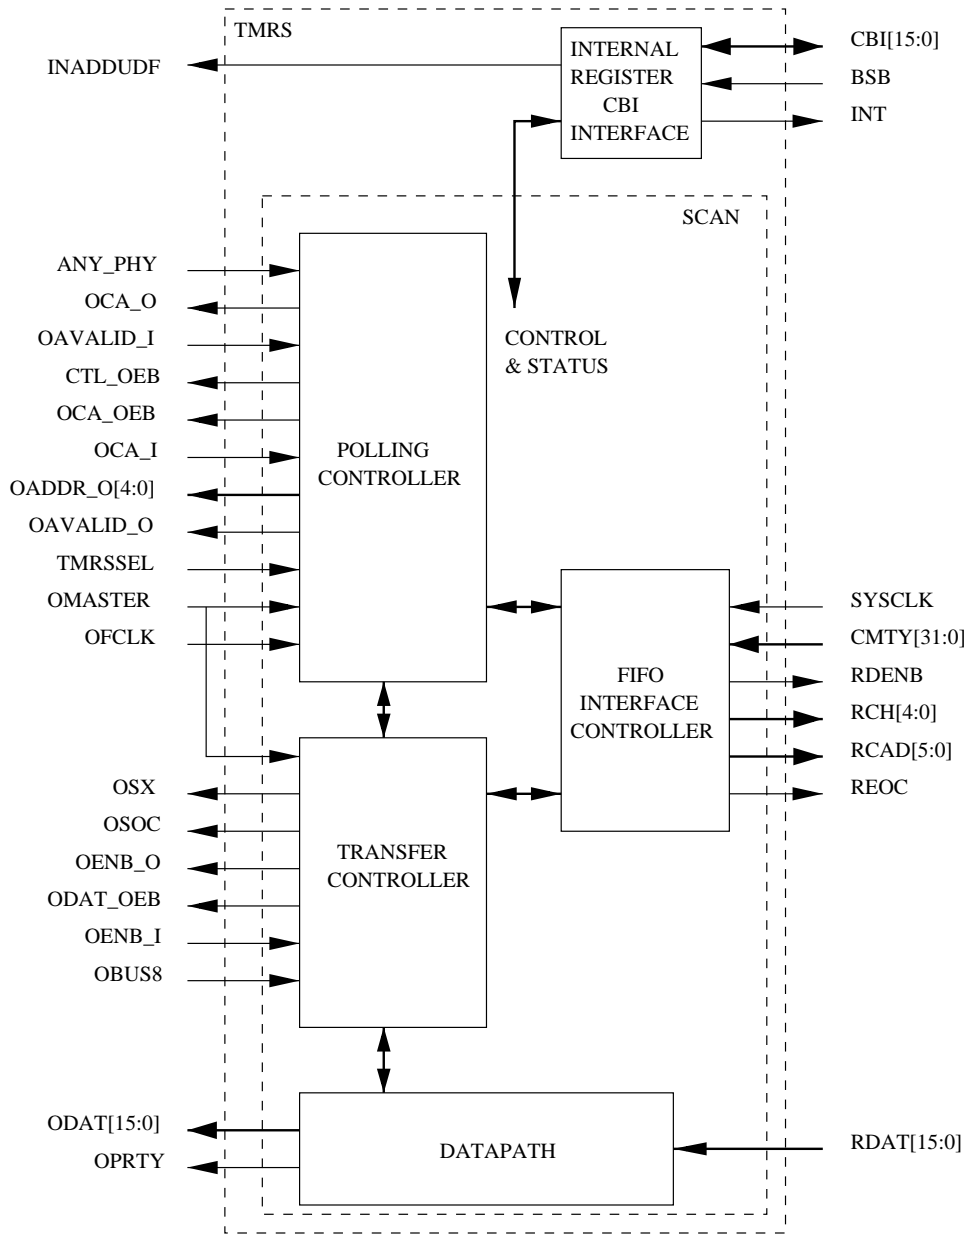 TMRS
INTERNAL
REGISTER
CBI
INTERFACE
INADDUDF
CBI[15:0]
BSB
INT
SCAN
ANY_PHY
OCA_O
OAVALID_I
CTL_OEB
OCA_OEB
OCA_I
OADDR_O[4:0]
OAVALID_O
TMRSSEL
OMASTER
OFCLK
CONTROL
& STATUS
POLLING
CONTROLLER
FIFO
INTERFACE
CONTROLLER
SYSCLK
CMTY[31:0]
RDENB
RCH[4:0]
RCAD[5:0]
REOC
OSX
OSOC
OENB_O
ODAT_OEB
OENB_I
OBUS8
TRANSFER
CONTROLLER
ODAT[15:0]
OPRTY
DATAPATH
RDAT[15:0]